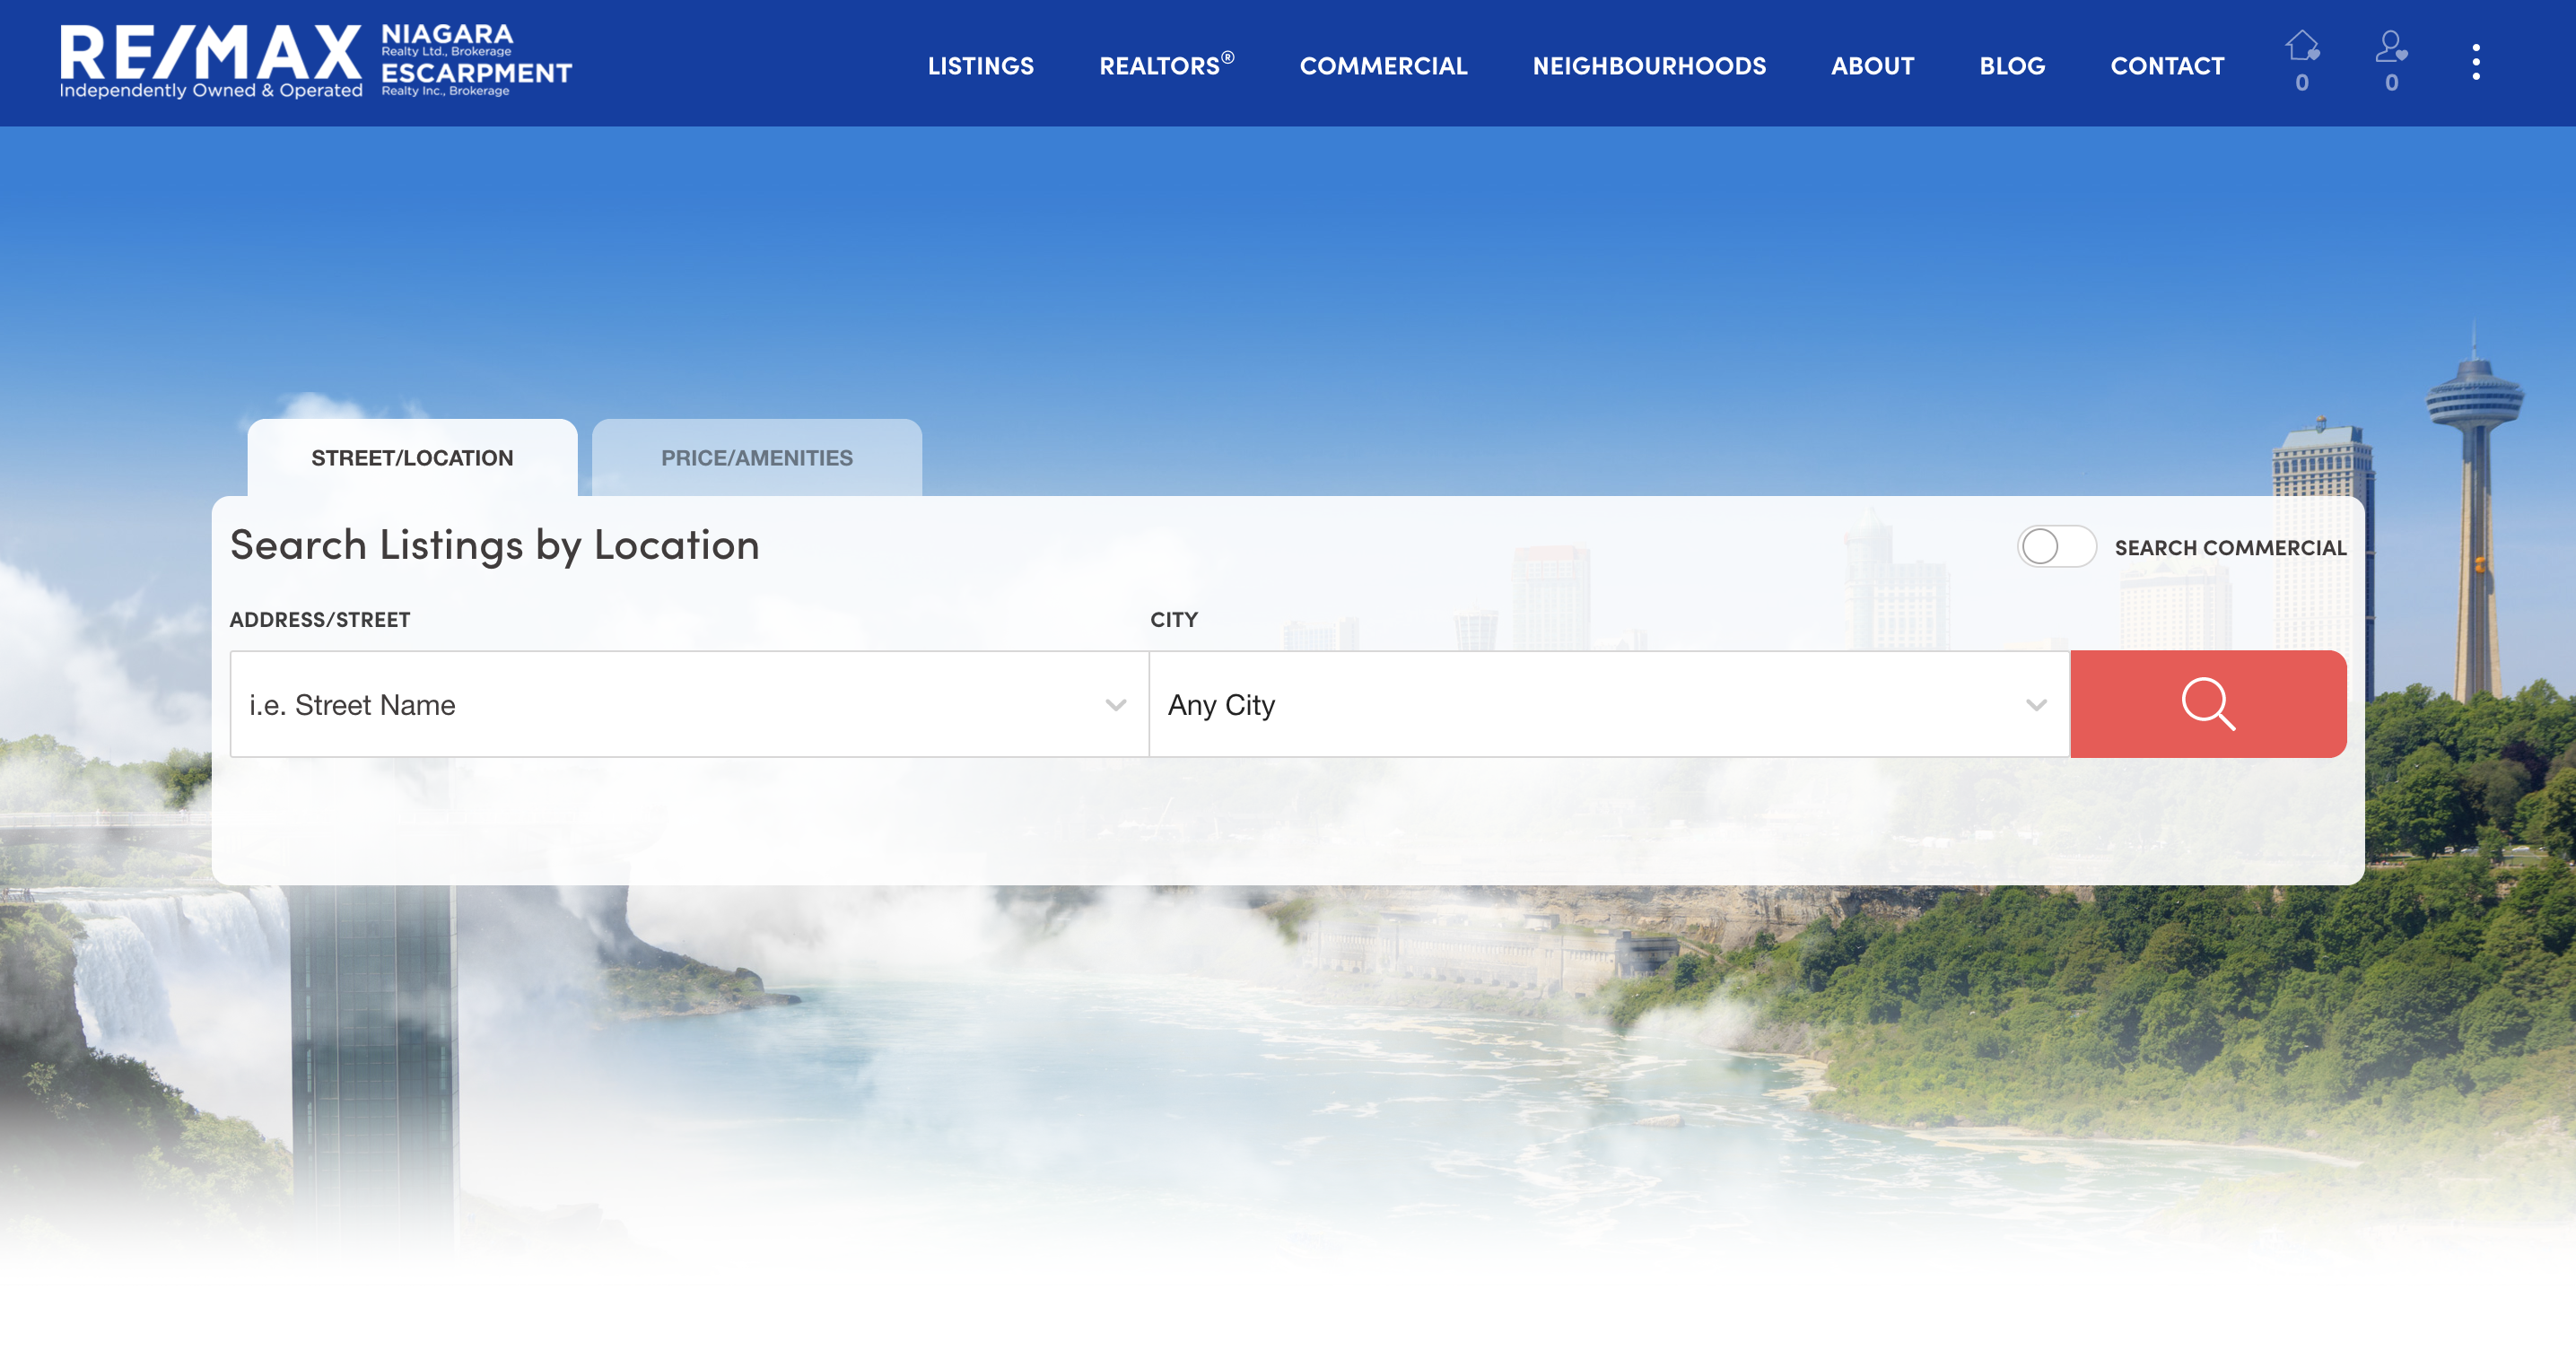 RE/MAX
Independently Owned & Operated
NIAGARA
Realty Ltd., Brokerage
ESCARPMENT
Realty Inc., Brokerage
LISTINGS
REALTORS®
COMMERCIAL
NEIGHBOURHOODS
ABOUT
BLOG
CONTACT
0
0
STREET/LOCATION
PRICE/AMENITIES
Search Listings by Location
SEARCH COMMERCIAL
ADDRESS/STREET
CITY
i.e. Street Name
Any City